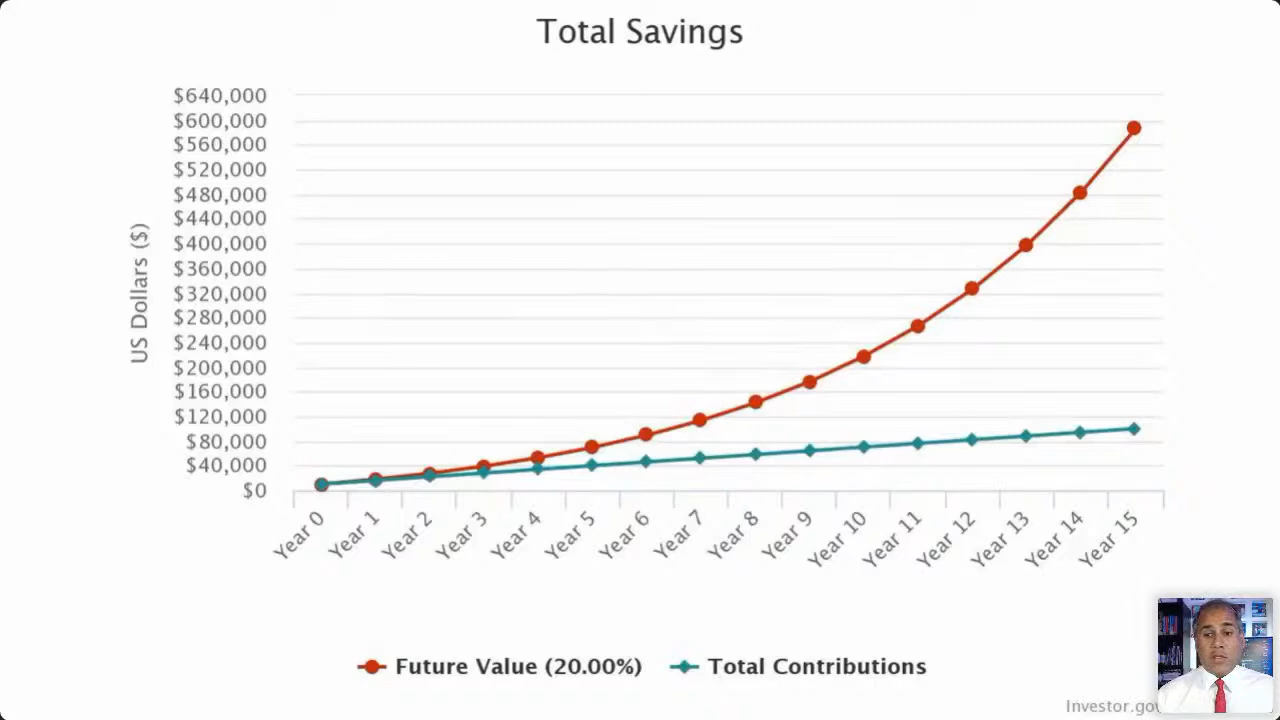 Total Savings
$640,000
$600,000
$560,000
$520,000
$480,000
$440,000
$400,000
$360,000
$320,000
$280,000
$240,000
$200,000
$160,000
$120,000
$80,000
$40,000
$0
US Dollars ($)
Year 0
Year 1
Year 2
Year 3
Year 4
Year 5
Year 6
Year 7
Year 8
Year 9
Year 10
Year 11
Year 12
Year 13
Year 14
Year 15
Future Value (20.00%)
Total Contributions
Investor.gov